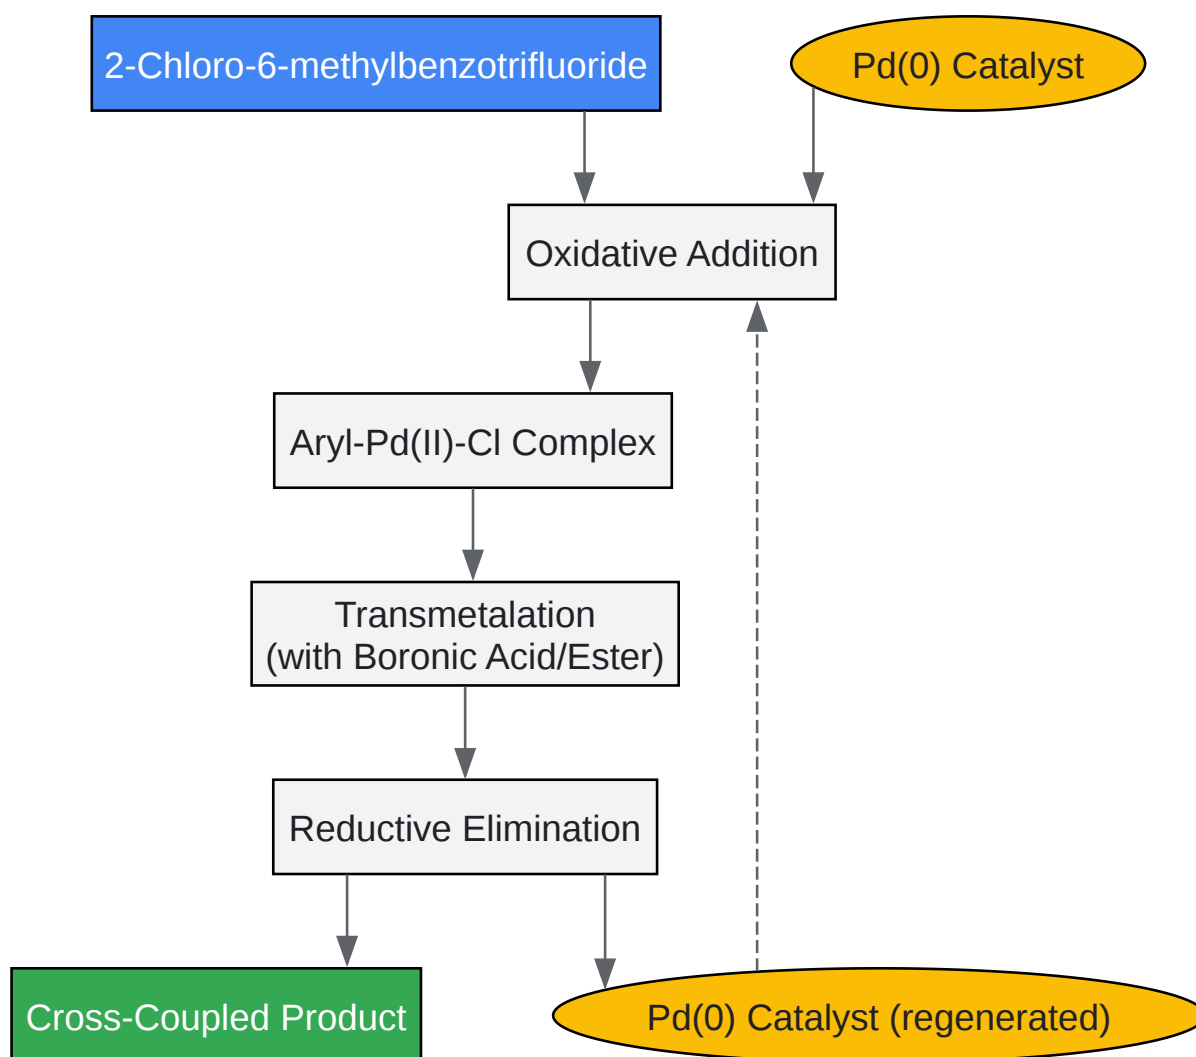 2-Chloro-6-methylbenzotrifluoride
Pd(0) Catalyst
Oxidative Addition
Aryl-Pd(II)-Cl Complex
Transmetalation
(with Boronic Acid/Ester)
Reductive Elimination
Cross-Coupled Product
Pd(0) Catalyst (regenerated)